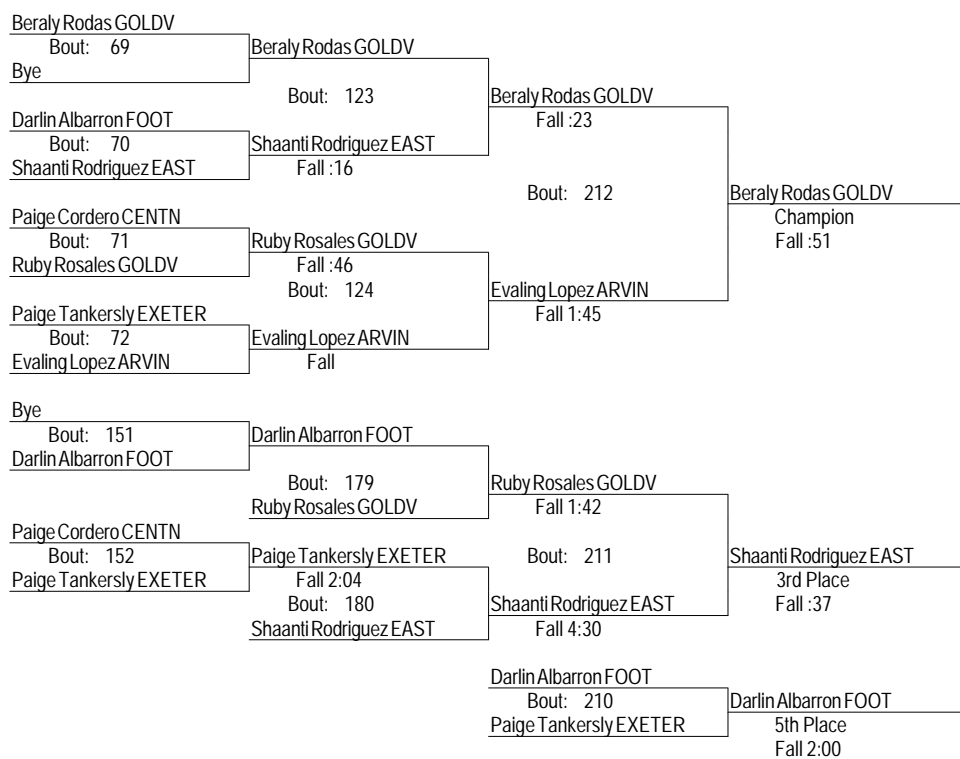 Beraly Rodas GOLDV
Bout: 69
Bye
Beraly Rodas GOLDV
Bout: 123
Darlin Albarron FOOT
Bout: 70
Shaanti Rodriguez EAST
Shaanti Rodriguez EAST
Fall :16
Beraly Rodas GOLDV
Fall :23
Bout: 212
Paige Cordero CENTN
Bout: 71
Ruby Rosales GOLDV
Ruby Rosales GOLDV
Fall :46
Bout: 124
Paige Tankersly EXETER
Bout: 72
Evaling Lopez ARVIN
Evaling Lopez ARVIN
Fall
Evaling Lopez ARVIN
Fall 1:45
Beraly Rodas GOLDV
Champion
Fall :51
Bye
Bout: 151
Darlin Albarron FOOT
Darlin Albarron FOOT
Bout: 179
Ruby Rosales GOLDV
Ruby Rosales GOLDV
Fall 1:42
Bout: 211
Paige Cordero CENTN
Bout: 152
Paige Tankersly EXETER
Paige Tankersly EXETER
Fall 2:04
Bout: 180
Shaanti Rodriguez EAST
Shaanti Rodriguez EAST
Fall 4:30
Shaanti Rodriguez EAST
3rd Place
Fall :37
Darlin Albarron FOOT
Bout: 210
Paige Tankersly EXETER
Darlin Albarron FOOT
5th Place
Fall 2:00